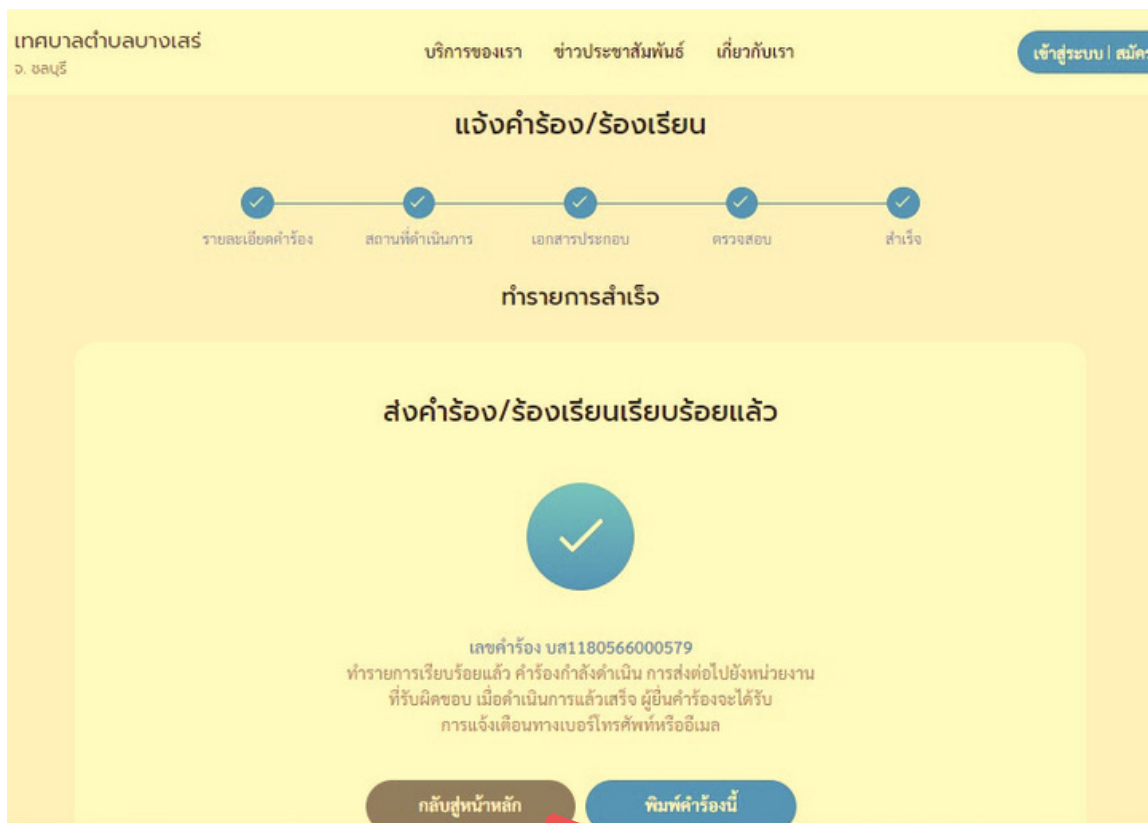 เทศบาลตำบลบางเสร่
จ. ชลบุรี
บริการของเรา ข่าวประชาสัมพันธ์ เกี่ยวกับเรา
เข้าสู่ระบบ | สมัคร
แจ้งคำร้อง/ร้องเรียน
รายละเอียดคำร้อง สถานที่ดำเนินการ เอกสารประกอบ ตรวจสอบ สำเร็จ
ทำรายการสำเร็จ
ส่งคำร้อง/ร้องเรียนเรียบร้อยแล้ว
เลขคำร้อง บส1180566000579
ทำรายการเรียบร้อยแล้ว คำร้องกำลังดำเนิน การส่งต่อไปยังหน่วยงาน
ที่รับผิดขอบ เมื่อดำเนินการแล้วเสร็จ ผู้ยื่นคำร้องจะได้รับ
การแจ้งเตือนทางเบอร์โทรศัพท์หรืออีเมล
กลับสู่หน้าหลัก พิมพ์คำร้องนี้